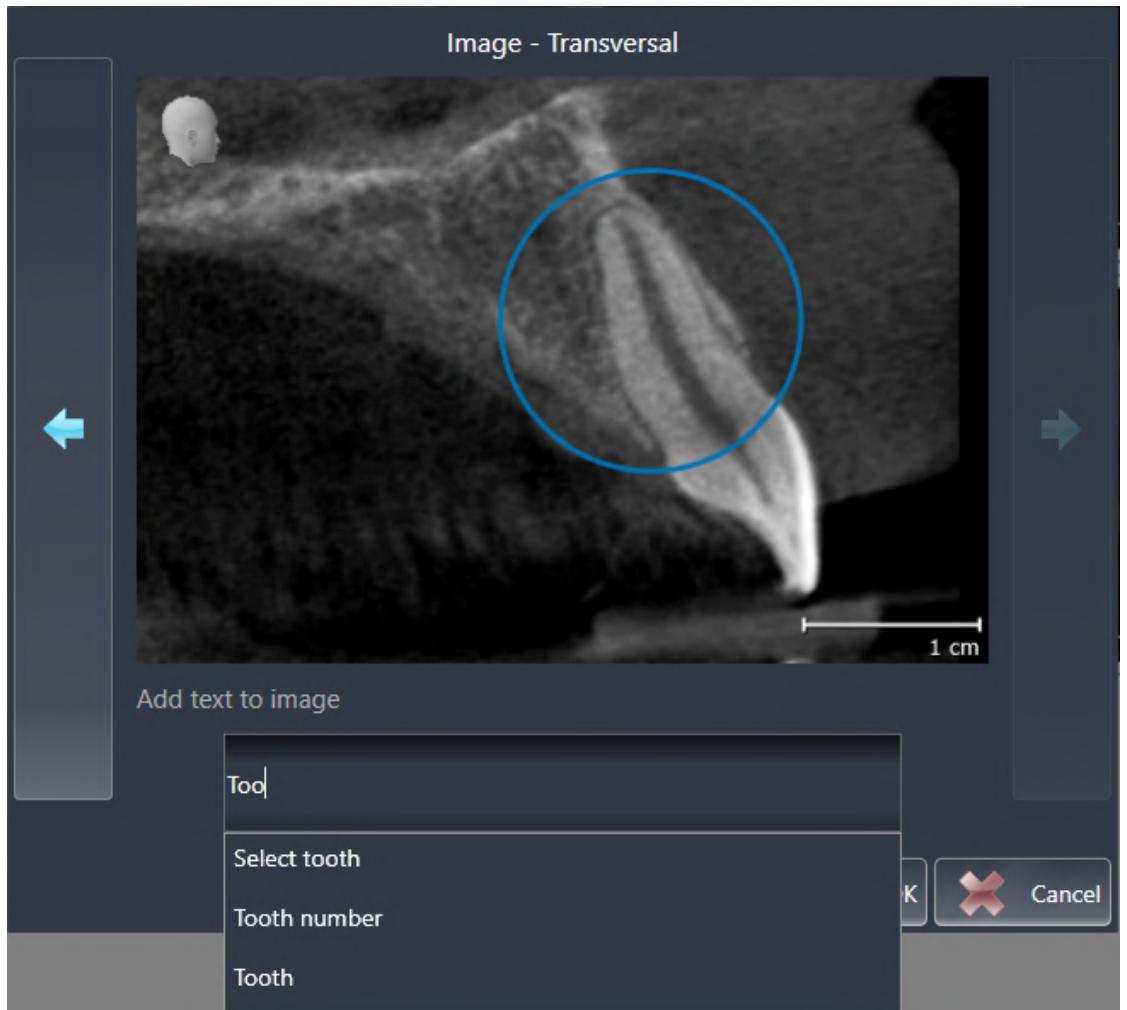 Image - Transversal
1 cm
Add text to image
Too
Select tooth
Tooth number
Tooth
K
Cancel